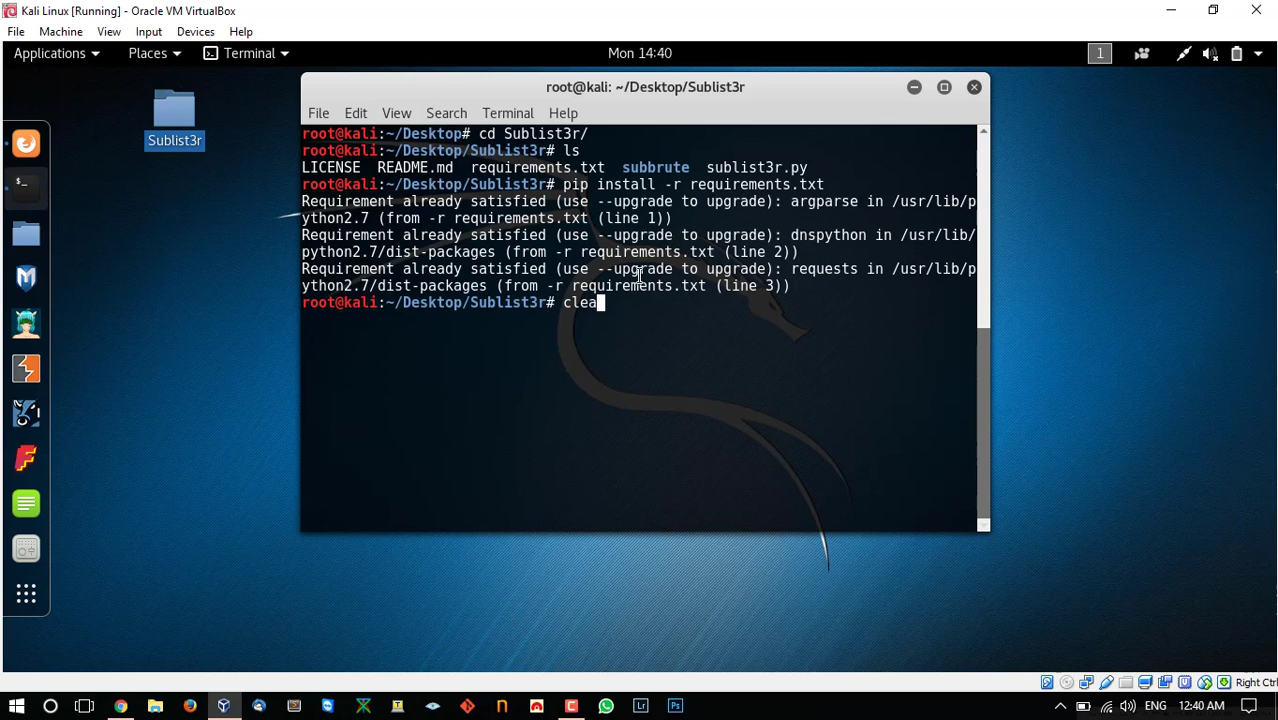 Kali Linux [Running] - Oracle VM VirtualBox
File Machine View Input Devices Help
Applications Places Terminal Mon 14:40 1
Sublist3r
root@kali: ~/Desktop/Sublist3r
File Edit View Search Terminal Help
root@kali:~/Desktop# cd Sublist3r/
root@kali:~/Desktop/Sublist3r# ls
LICENSE README.md requirements.txt subbrute sublist3r.py
root@kali:~/Desktop/Sublist3r# pip install -r requirements.txt
Requirement already satisfied (use --upgrade to upgrade): argparse in /usr/lib/p
ython2.7 (from -r requirements.txt (line 1))
Requirement already satisfied (use --upgrade to upgrade): dnspython in /usr/lib/
python2.7/dist-packages (from -r requirements.txt (line 2))
Requirement already satisfied (use --upgrade to upgrade): requests in /usr/lib/p
ython2.7/dist-packages (from -r requirements.txt (line 3))
root@kali:~/Desktop/Sublist3r# clea
Right Ctrl
ENG 12:40 AM